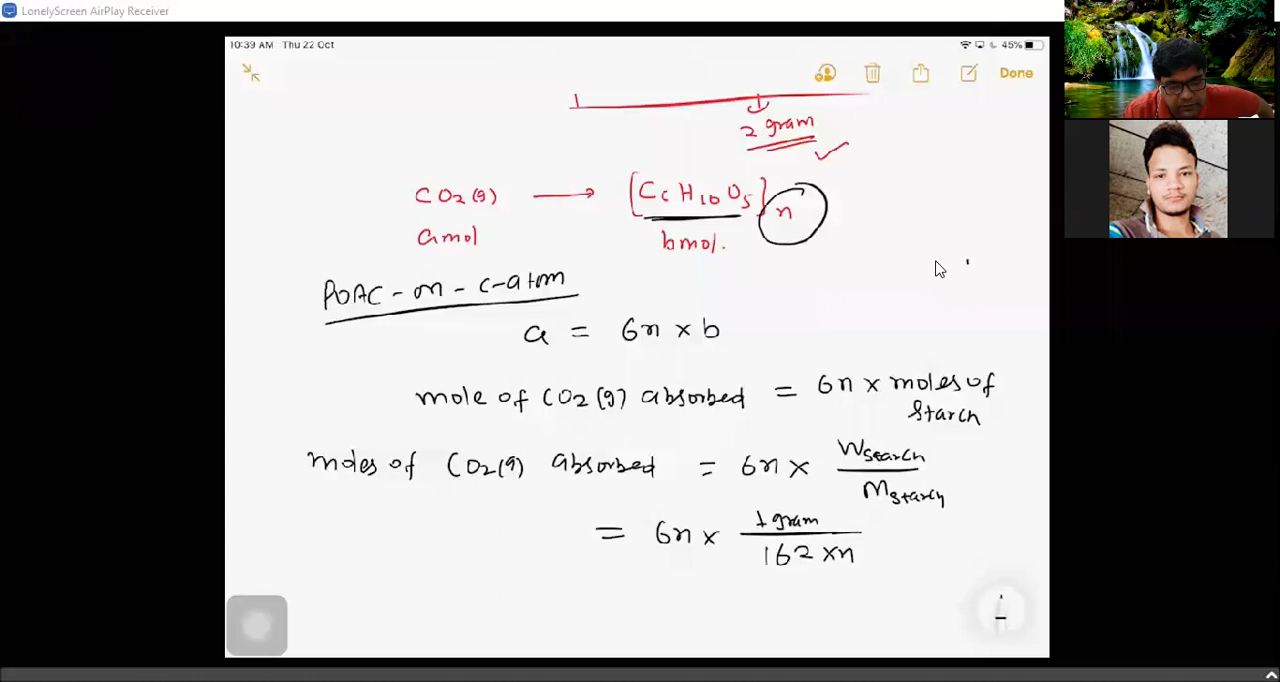 LonelyScreen AirPlay Receiver
10:39 AM Thu 22 Oct
45%
Done
2 gram
CO2(g) → [C6H10O5]n
a mol b mol.
POAC - on - C-atom
a = 6n × b
mole of CO2(g) absorbed = 6n × moles of starch
moles of CO2(g) absorbed = 6n × Wstarch / Mstarch
= 6n × 1 gram / 162 × n